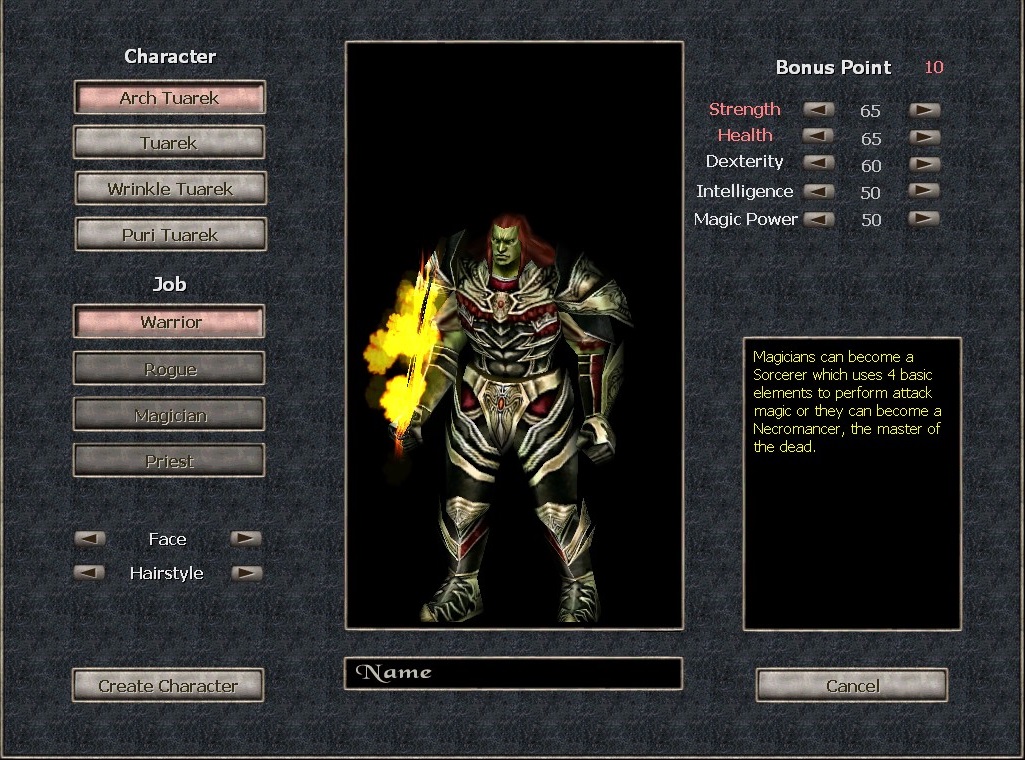 Character
Arch Tuarek
Tuarek
Wrinkle Tuarek
Puri Tuarek
Job
Warrior
Rogue
Magician
Priest
Face
Hairstyle
Create Character
Name
Bonus Point 10
Strength 65
Health 65
Dexterity 60
Intelligence 50
Magic Power 50
Magicians can become a
Sorcerer which uses 4 basic
elements to perform attack
magic or they can become a
Necromancer, the master of
the dead.
Cancel